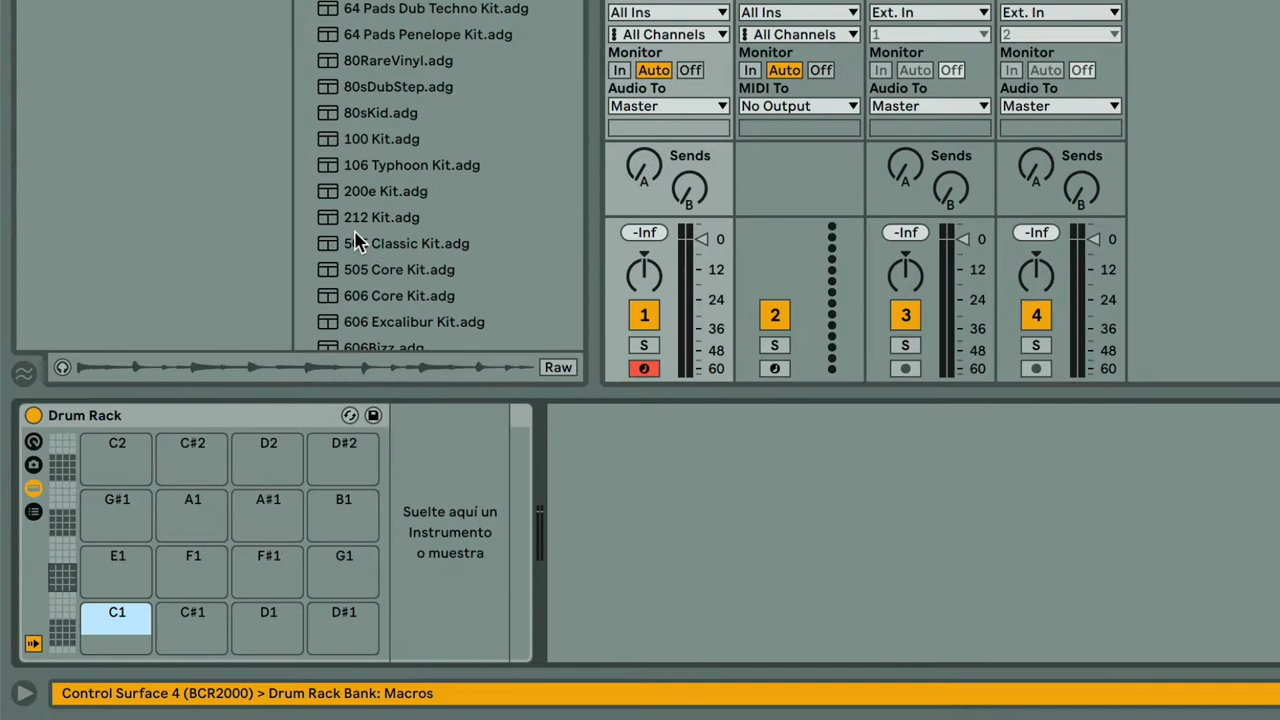 64 Pads Dub Techno Kit.adg
64 Pads Penelope Kit.adg
80RareVinyl.adg
80sDubStep.adg
80sKid.adg
100 Kit.adg
106 Typhoon Kit.adg
200e Kit.adg
212 Kit.adg
Classic Kit.adg
505 Core Kit.adg
606 Core Kit.adg
606 Excalibur Kit.adg
606Bizz.adg
Raw
All Ins
All Channels
Monitor
In Auto Off
Audio To
Master
Sends
A
B
-Inf
0
12
24
36
48
60
1
S
All Ins
All Channels
Monitor
In Auto Off
MIDI To
No Output
2
S
Ext. In
1
Monitor
In Auto Off
Audio To
Master
Sends
A
B
-Inf
0
12
24
36
48
60
3
S
Ext. In
2
Monitor
In Auto Off
Audio To
Master
Sends
A
B
-Inf
0
12
24
36
48
60
4
S
Drum Rack
C2 C#2 D2 D#2
G#1 A1 A#1 B1
E1 F1 F#1 G1
C1 C#1 D1 D#1
Suelte aquí un
Instrumento
o muestra
Control Surface 4 (BCR2000) > Drum Rack Bank: Macros